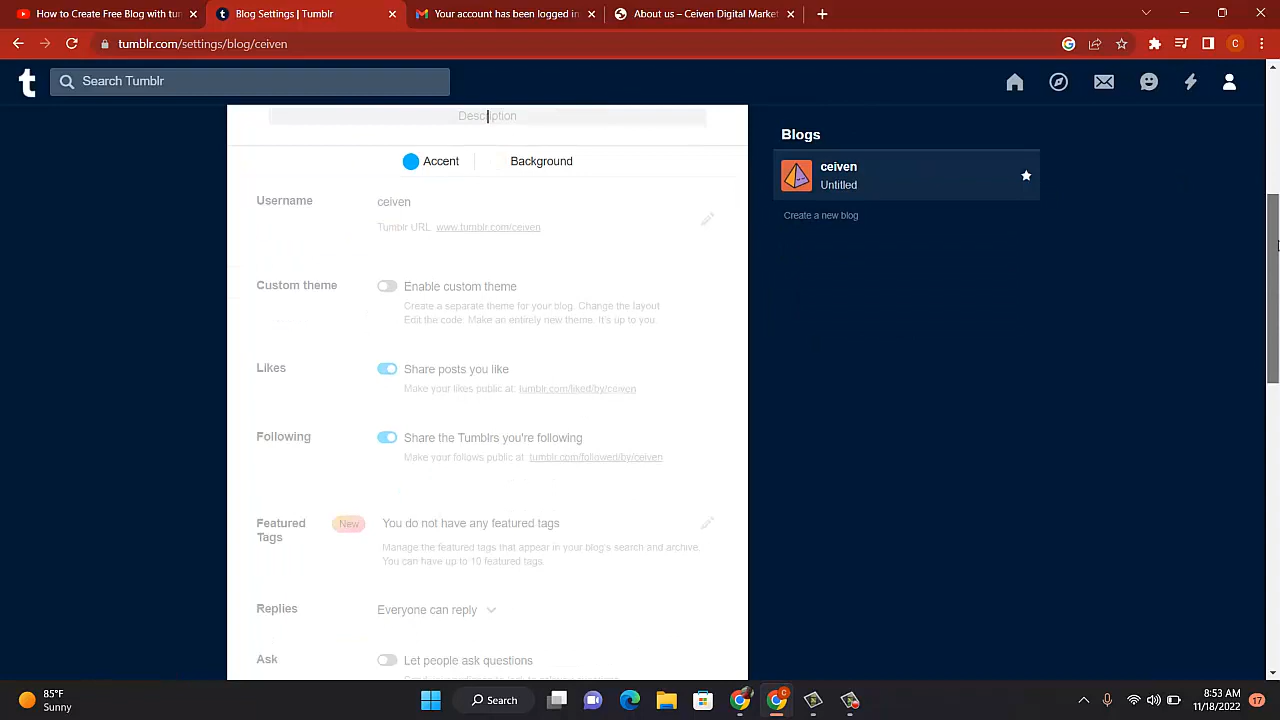 How to Create Free Blog with tum
Blog Settings | Tumblr
Your account has been logged in
About us – Ceiven Digital Market
tumblr.com/settings/blog/ceiven
t
Search Tumblr
Description
Accent
Background
Blogs
ceiven
Untitled
Create a new blog
Username
ceiven
Tumblr URL: www.tumblr.com/ceiven
Custom theme
Enable custom theme
Create a separate theme for your blog. Change the layout
Edit the code. Make an entirely new theme. It's up to you
Likes
Share posts you like
Make your likes public at: tumblr.com/liked/by/ceiven
Following
Share the Tumblrs you're following
Make your follows public at: tumblr.com/followed/by/ceiven
Featured
Tags
New
You do not have any featured tags
Manage the featured tags that appear in your blog's search and archive.
You can have up to 10 featured tags.
Replies
Everyone can reply
Ask
Let people ask questions
85°F
Sunny
Search
8:53 AM
11/18/2022
17